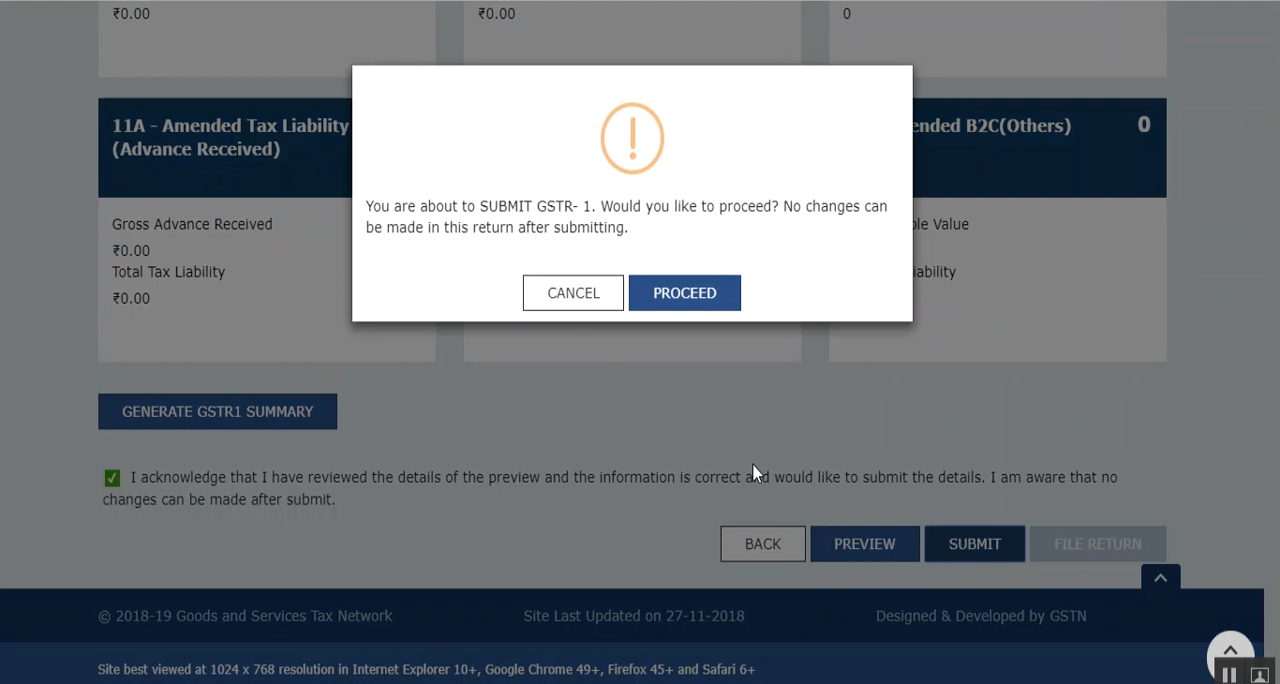 ₹0.00
₹0.00
0
11A - Amended Tax Liability
(Advance Received)
ended B2C(Others)
0
Gross Advance Received
₹0.00
Total Tax Liability
₹0.00
ble Value
iability
You are about to SUBMIT GSTR- 1. Would you like to proceed? No changes can
be made in this return after submitting.
CANCEL
PROCEED
GENERATE GSTR1 SUMMARY
I acknowledge that I have reviewed the details of the preview and the information is correct and would like to submit the details. I am aware that no
changes can be made after submit.
BACK
PREVIEW
SUBMIT
FILE RETURN
© 2018-19 Goods and Services Tax Network
Site Last Updated on 27-11-2018
Designed & Developed by GSTN
Site best viewed at 1024 x 768 resolution in Internet Explorer 10+, Google Chrome 49+, Firefox 45+ and Safari 6+